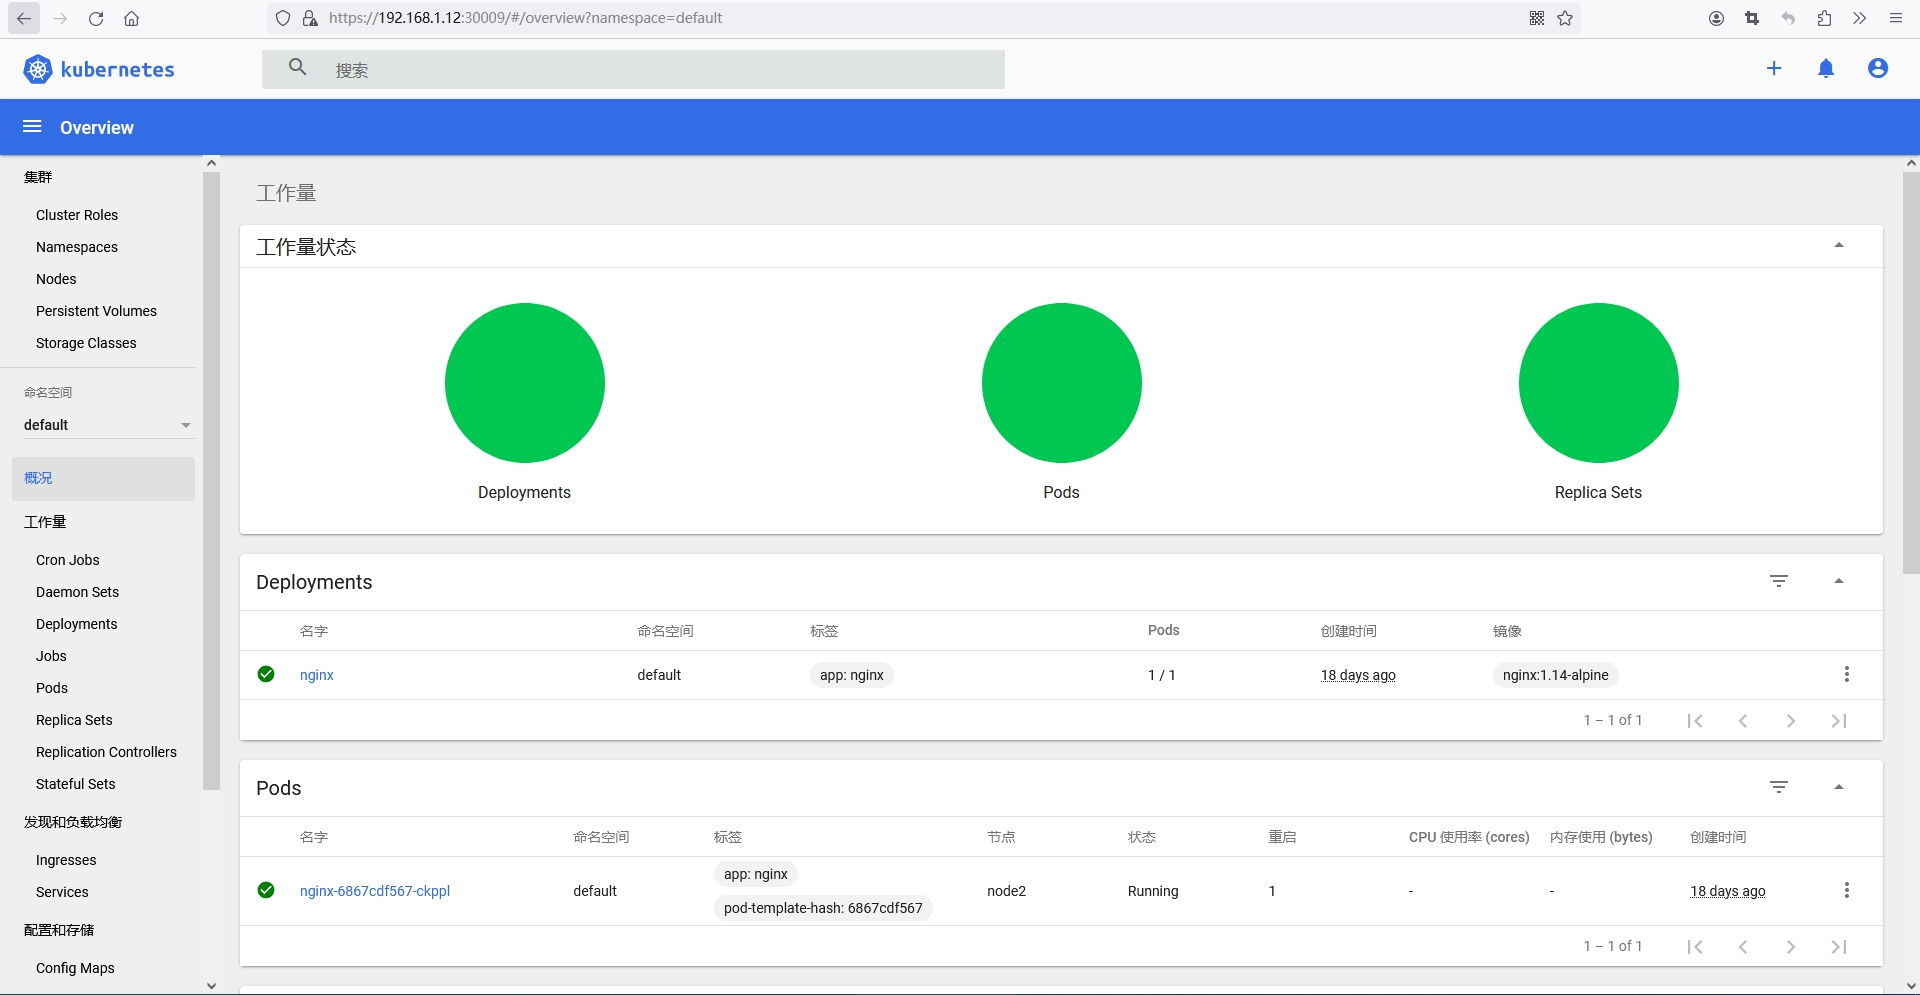 https://192.168.1.12:30009/#/overview?namespace=default
kubernetes
搜索
Overview
集群
Cluster Roles
Namespaces
Nodes
Persistent Volumes
Storage Classes
命名空间
default
概况
工作量
Cron Jobs
Daemon Sets
Deployments
Jobs
Pods
Replica Sets
Replication Controllers
Stateful Sets
发现和负载均衡
Ingresses
Services
配置和存储
Config Maps
工作量
工作量状态
Deployments Pods Replica Sets
Deployments
名字 命名空间 标签 Pods 创建时间 镜像
nginx default app: nginx 1 / 1 18 days ago nginx:1.14-alpine
1 – 1 of 1
Pods
名字 命名空间 标签 节点 状态 重启 CPU 使用率 (cores) 内存使用 (bytes) 创建时间
app: nginx
nginx-6867cdf567-ckppl default node2 Running 1 - - 18 days ago
pod-template-hash: 6867cdf567
1 – 1 of 1